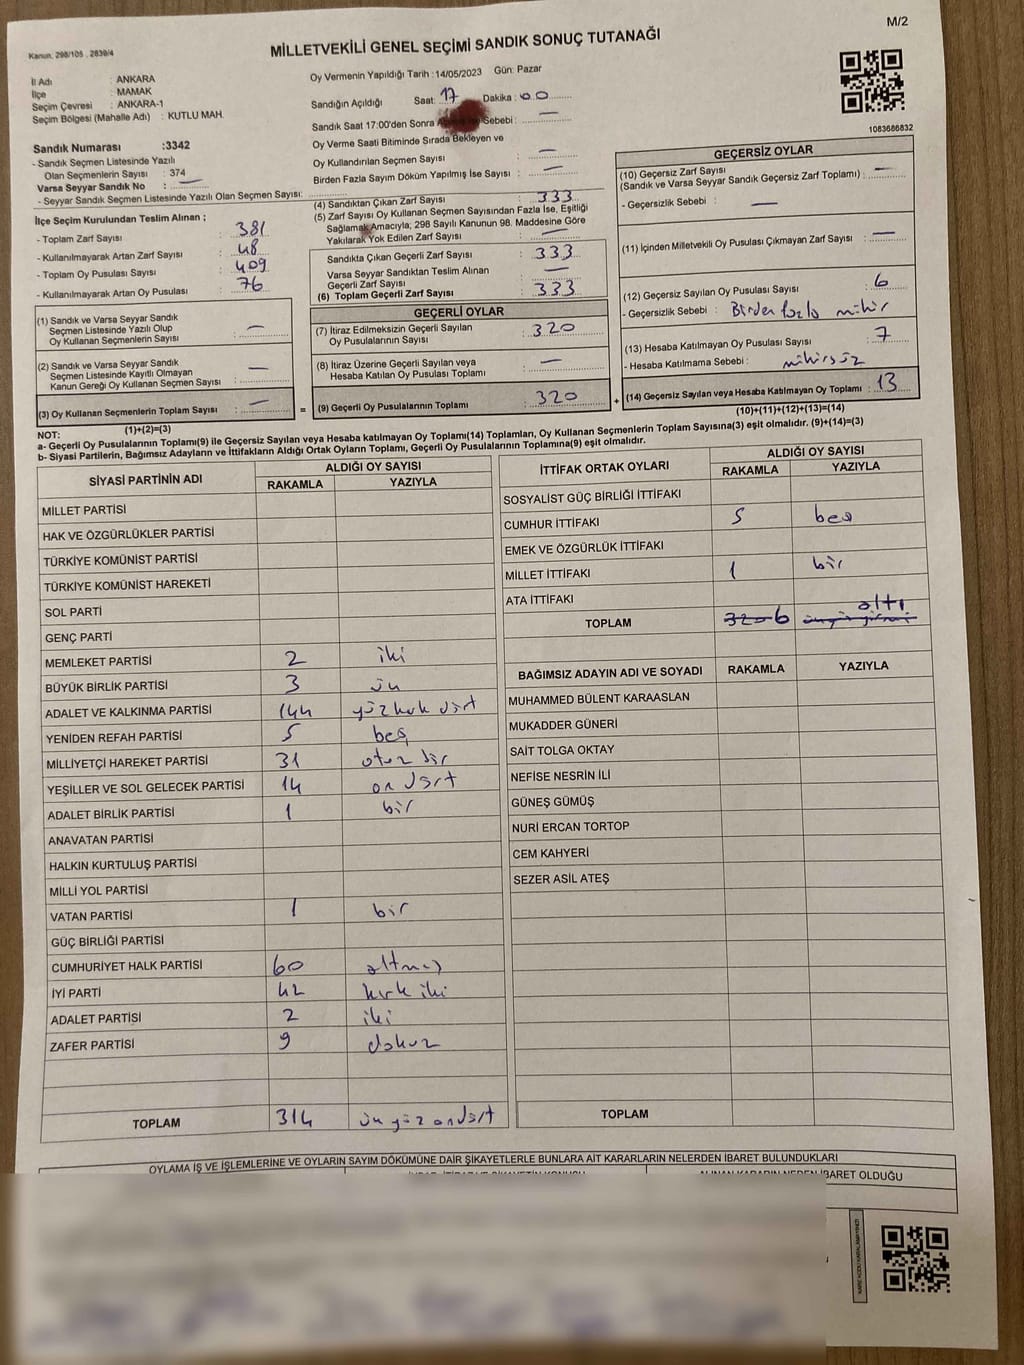 M/2
Kanun, 298/105 , 2839/4
MİLLETVEKİLİ GENEL SEÇİMİ SANDIK SONUÇ TUTANAĞI
İl Adı : ANKARA
İlçe : MAMAK
Seçim Çevresi : ANKARA-1
Seçim Bölgesi (Mahalle Adı) : KUTLU MAH.
Oy Vermenin Yapıldığı Tarih : 14/05/2023 Gün: Pazar
Sandığın Açıldığı Saat: 17 Dakika : 00
Sandık Saat 17:00'den Sonra Sebebi : —
Oy Verme Saati Bitiminde Sırada Bekleyen ve
Oy Kullandırılan Seçmen Sayısı : —
Birden Fazla Sayım Döküm Yapılmış İse Sayısı : —
1083686832
Sandık Numarası :3342
- Sandık Seçmen Listesinde Yazılı
Olan Seçmenlerin Sayısı : 374
Varsa Seyyar Sandık No : —
- Seyyar Sandık Seçmen Listesinde Yazılı Olan Seçmen Sayısı:
İlçe Seçim Kurulundan Teslim Alınan ;
- Toplam Zarf Sayısı : 381
- Kullanılmayarak Artan Zarf Sayısı : 48
- Toplam Oy Pusulası Sayısı : 409
- Kullanılmayarak Artan Oy Pusulası : 76
(1) Sandık ve Varsa Seyyar Sandık
Seçmen Listesinde Yazılı Olup
Oy Kullanan Seçmenlerin Sayısı : —
(2) Sandık ve Varsa Seyyar Sandık
Seçmen Listesinde Kayıtlı Olmayan
Kanun Gereği Oy Kullanan Seçmen Sayısı : —
(3) Oy Kullanan Seçmenlerin Toplam Sayısı : —
(1)+(2)=(3)
(4) Sandıktan Çıkan Zarf Sayısı : 333
(5) Zarf Sayısı Oy Kullanan Seçmen Sayısından Fazla İse, Eşitliği
Sağlamak Amacıyla; 298 Sayılı Kanunun 98. Maddesine Göre
Yakılarak Yok Edilen Zarf Sayısı : —
Sandıkta Çıkan Geçerli Zarf Sayısı : 333
Varsa Seyyar Sandıktan Teslim Alınan
Geçerli Zarf Sayısı : —
(6) Toplam Geçerli Zarf Sayısı : 333
GEÇERLİ OYLAR
(7) İtiraz Edilmeksizin Geçerli Sayılan
Oy Pusulalarının Sayısı : 320
(8) İtiraz Üzerine Geçerli Sayılan veya
Hesaba Katılan Oy Pusulası Toplamı : —
= (9) Geçerli Oy Pusulalarının Toplamı : 320 +
GEÇERSİZ OYLAR
(10) Geçersiz Zarf Sayısı
(Sandık ve Varsa Seyyar Sandık Geçersiz Zarf Toplamı) : —
- Geçersizlik Sebebi : —
(11) İçinden Milletvekili Oy Pusulası Çıkmayan Zarf Sayısı : —
(12) Geçersiz Sayılan Oy Pusulası Sayısı : 6
- Geçersizlik Sebebi : Birden fazla mühür
(13) Hesaba Katılmayan Oy Pusulası Sayısı : 7
- Hesaba Katılmama Sebebi : mühürsüz
(14) Geçersiz Sayılan veya Hesaba Katılmayan Oy Toplamı : 13
(10)+(11)+(12)+(13)=(14)
NOT:
a- Geçerli Oy Pusulalarının Toplamı(9) ile Geçersiz Sayılan veya Hesaba katılmayan Oy Toplamı(14) Toplamları, Oy Kullanan Seçmenlerin Toplam Sayısına(3) eşit olmalıdır. (9)+(14)=(3)
b- Siyasi Partilerin, Bağımsız Adayların ve İttifakların Aldığı Ortak Oyların Toplamı, Geçerli Oy Pusulalarının Toplamına(9) eşit olmalıdır.
SİYASİ PARTİNİN ADI ALDIĞI OY SAYISI
RAKAMLA YAZIYLA
MİLLET PARTİSİ
HAK VE ÖZGÜRLÜKLER PARTİSİ
TÜRKİYE KOMÜNİST PARTİSİ
TÜRKİYE KOMÜNİST HAREKETİ
SOL PARTİ
GENÇ PARTİ
MEMLEKET PARTİSİ 2 iki
BÜYÜK BİRLİK PARTİSİ 3 üç
ADALET VE KALKINMA PARTİSİ 144 yüzkırk dört
YENİDEN REFAH PARTİSİ 5 beş
MİLLİYETÇİ HAREKET PARTİSİ 31 otuz bir
YEŞİLLER VE SOL GELECEK PARTİSİ 14 on dört
ADALET BİRLİK PARTİSİ 1 bir
ANAVATAN PARTİSİ
HALKIN KURTULUŞ PARTİSİ
MİLLİ YOL PARTİSİ
VATAN PARTİSİ 1 bir
GÜÇ BİRLİĞİ PARTİSİ
CUMHURİYET HALK PARTİSİ 60 altmış
İYİ PARTİ 42 kırk iki
ADALET PARTİSİ 2 iki
ZAFER PARTİSİ 9 dokuz
TOPLAM 314 üç yüz on dört
İTTİFAK ORTAK OYLARI ALDIĞI OY SAYISI
RAKAMLA YAZIYLA
SOSYALİST GÜÇ BİRLİĞİ İTTİFAKI
CUMHUR İTTİFAKI 5 beş
EMEK VE ÖZGÜRLÜK İTTİFAKI
MİLLET İTTİFAKI 1 bir
ATA İTTİFAKI
TOPLAM 320 6 altı
BAĞIMSIZ ADAYIN ADI VE SOYADI RAKAMLA YAZIYLA
MUHAMMED BÜLENT KARAASLAN
MUKADDER GÜNERİ
SAİT TOLGA OKTAY
NEFİSE NESRİN İLİ
GÜNEŞ GÜMÜŞ
NURİ ERCAN TORTOP
CEM KAHYERİ
SEZER ASİL ATEŞ
TOPLAM
OYLAMA İŞ VE İŞLEMLERİNE VE OYLARIN SAYIM DÖKÜMÜNE DAİR ŞİKAYETLERLE BUNLARA AİT KARARLARIN NELERDEN İBARET BULUNDUKLARI
ALINAN KARARIN NEDEN İBARET OLDUĞU
KARE KODU KARALAMAYINIZ!